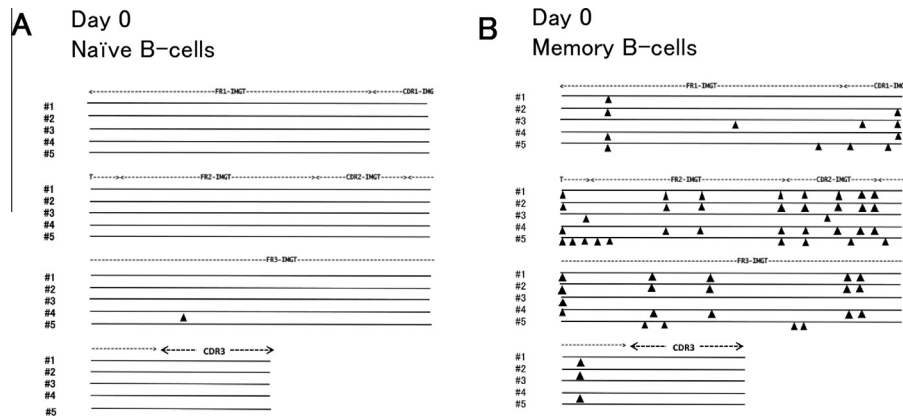 A
Day 0
Naïve B-cells
FR1-IMGT
CDR1-IMG
#1
#2
#3
#4
#5
T
FR2-IMGT
CDR2-IMGT
#1
#2
#3
#4
#5
FR3-IMGT
#1
#2
#3
#4
#5
CDR3
#1
#2
#3
#4
#5
B
Day 0
Memory B-cells
FR1-IMGT
CDR1-IMG
#1
#2
#3
#4
#5
T
FR2-IMGT
CDR2-IMGT
#1
#2
#3
#4
#5
FR3-IMGT
#1
#2
#3
#4
#5
CDR3
#1
#2
#3
#4
#5